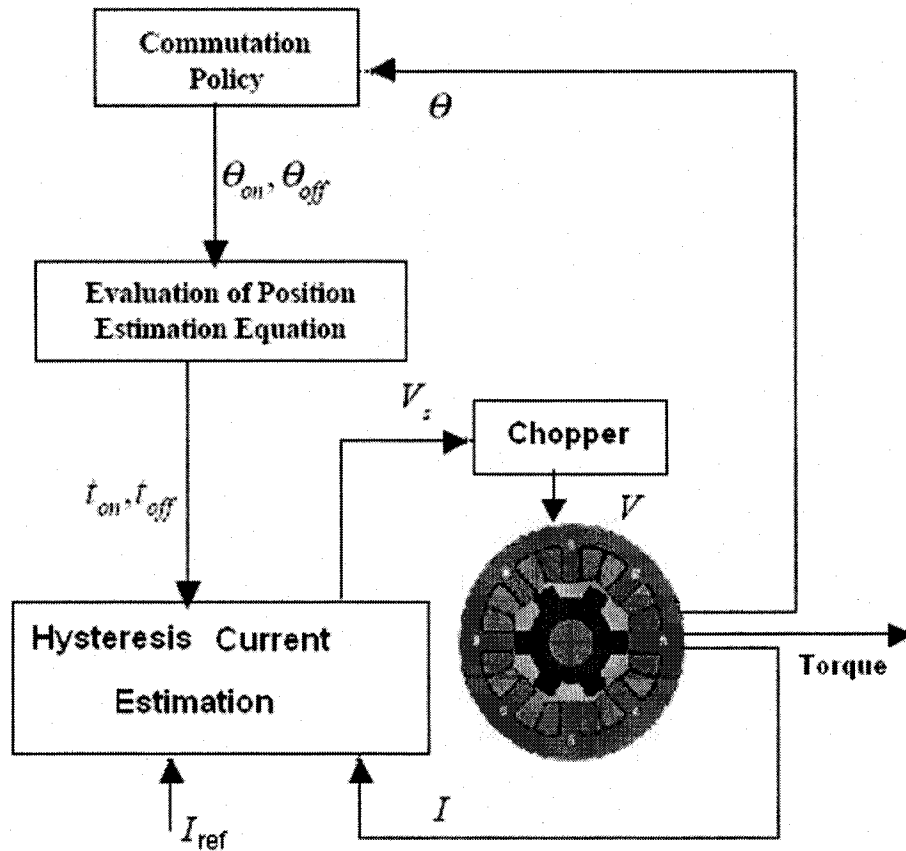 Commutation
Policy
Θ
θon, θoff
Evaluation of Position
Estimation Equation
Vs
Chopper
ton, toff
V
Hysteresis Current
Estimation
Torque
I
Iref